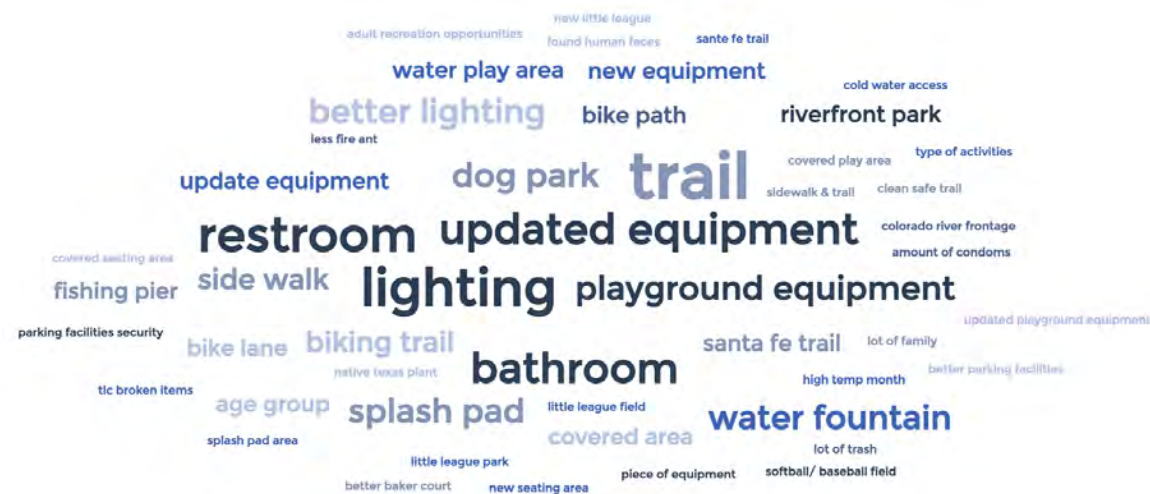 new little league
adult recreation opportunities
found human feces
sante fe trail
water play area
new equipment
cold water access
better lighting
bike path
riverfront park
less fire ant
type of activities
covered play area
dog park
trail
update equipment
sidewalk & trail
clean safe trail
restroom
updated equipment
colorado river frontage
amount of condoms
covered seating area
side walk
fishing pier
lighting
playground equipment
updated playground equipment
parking facilities security
bike lane
biking trail
santa fe trail
lot of family
bathroom
better parking facilities
native texas plant
high temp month
tlc broken items
age group
splash pad
little league field
water fountain
splash pad area
covered area
lot of trash
little league park
piece of equipment
softball/ baseball field
better baker court
new seating area